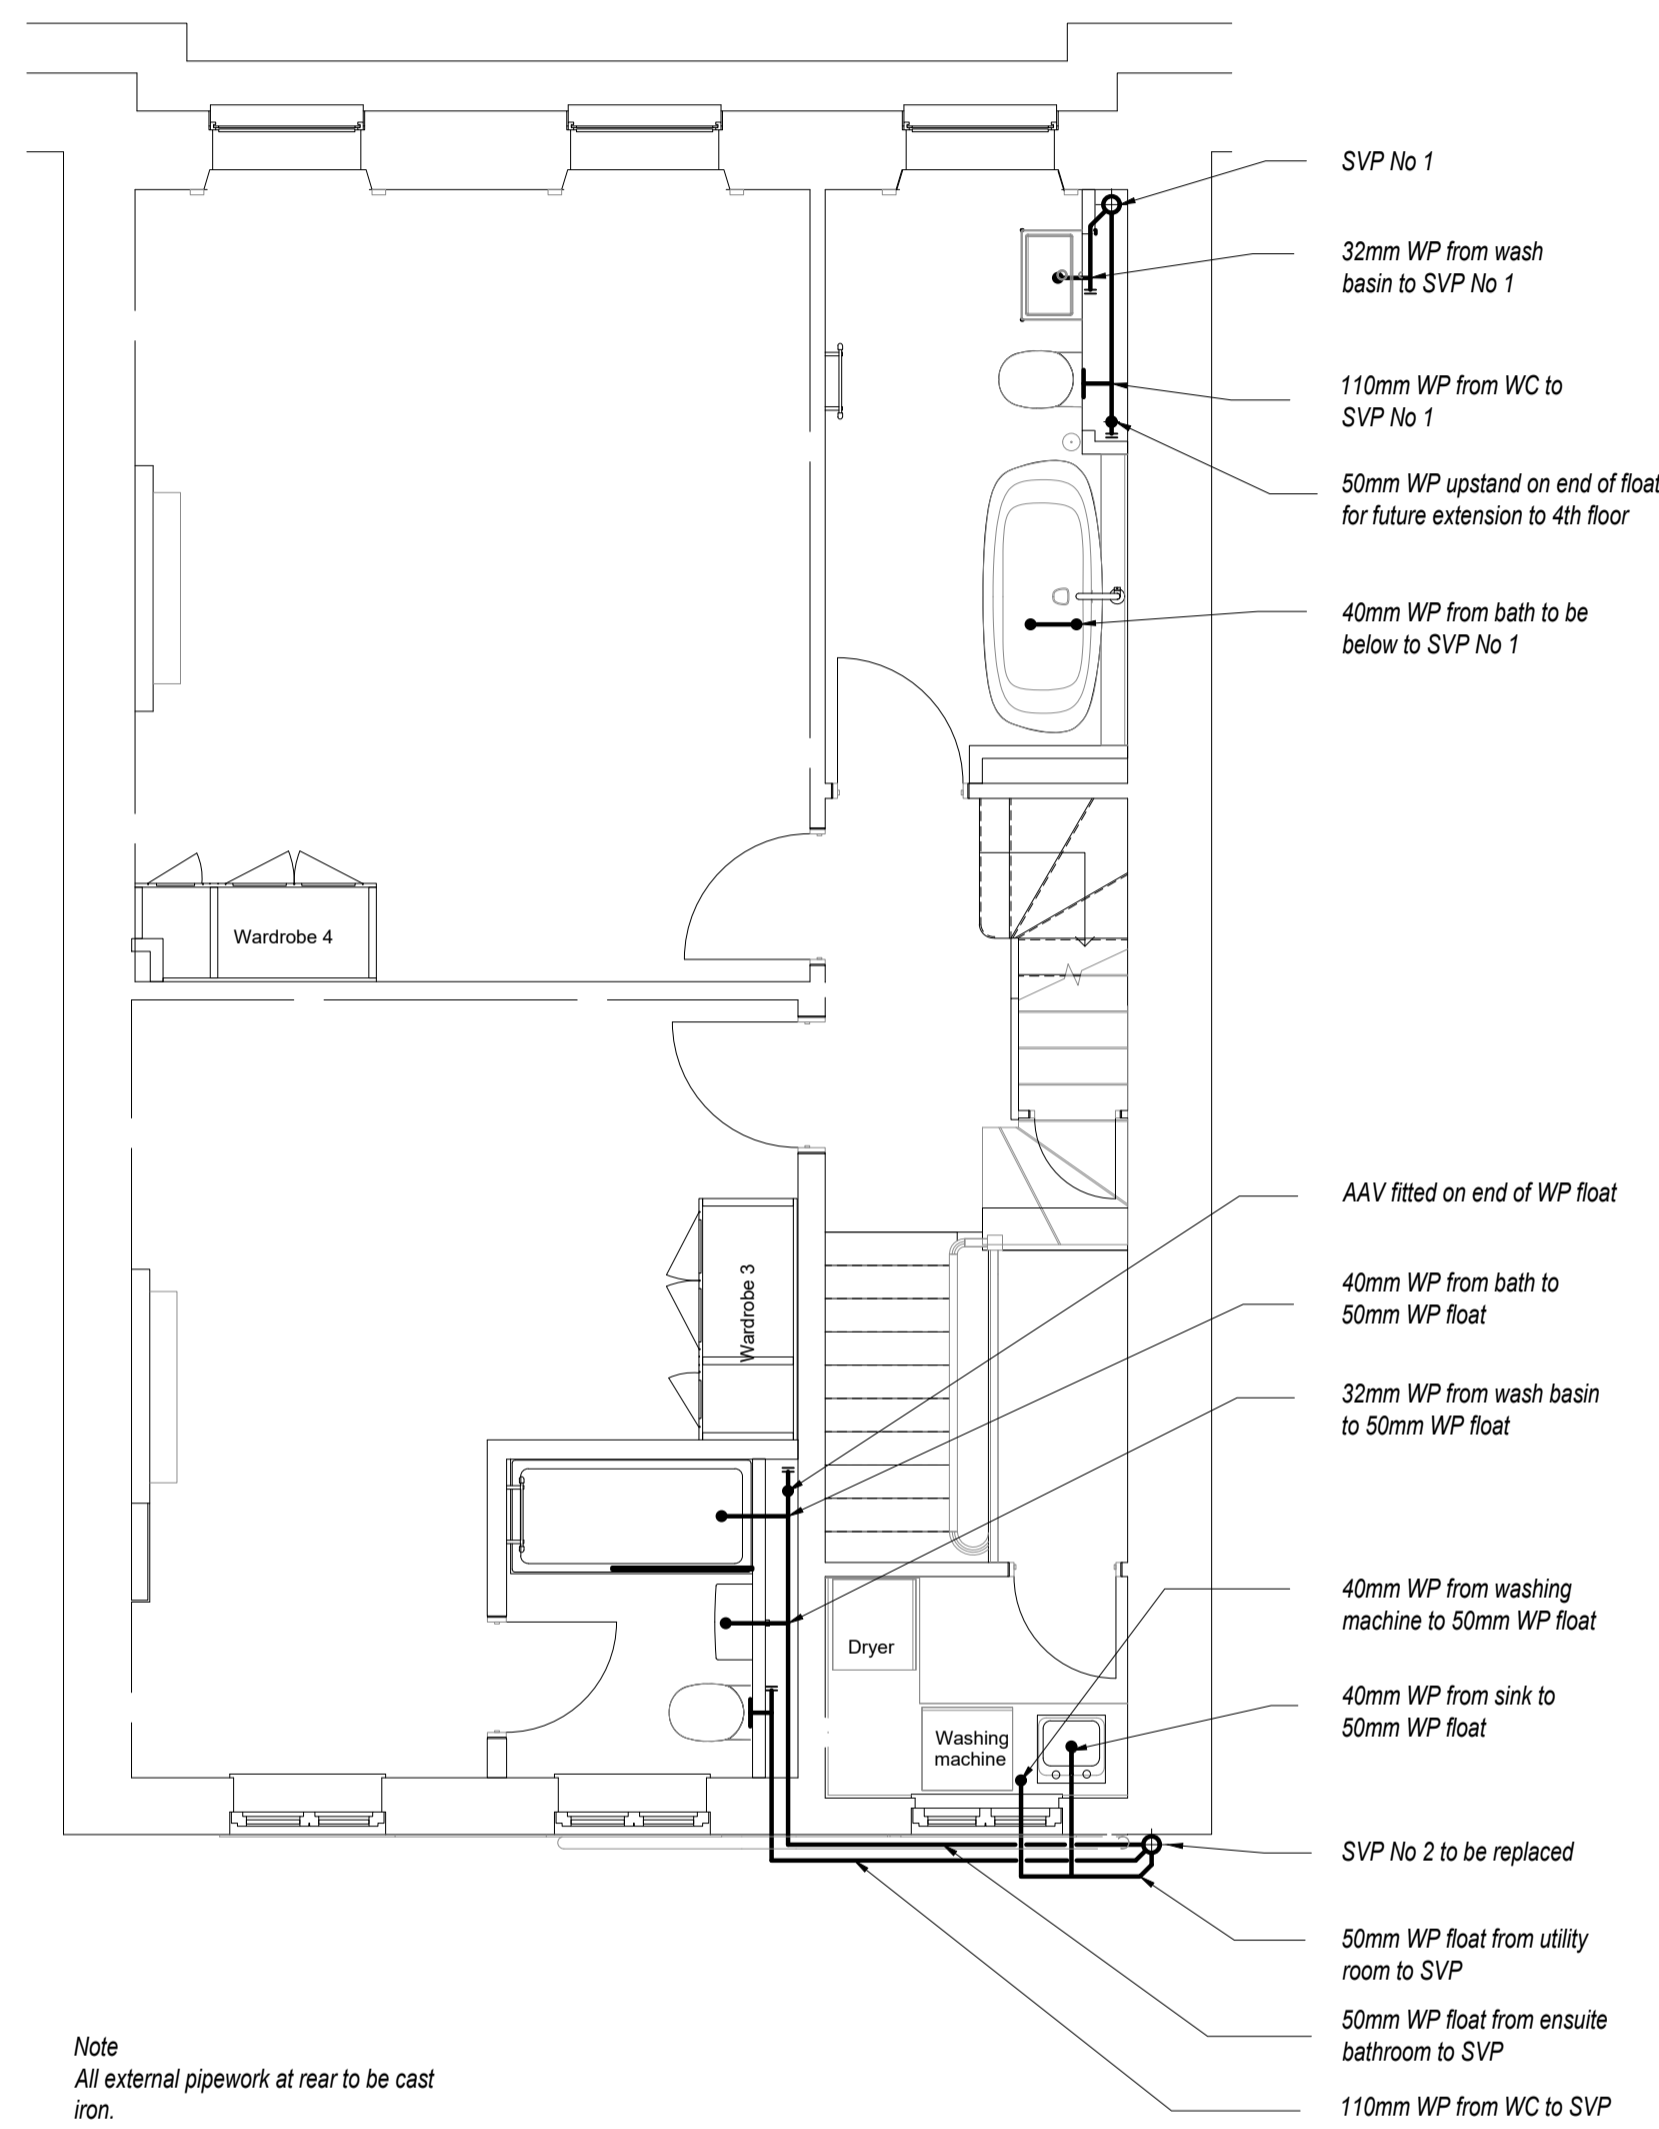 SVP No 1
32mm WP from wash
basin to SVP No 1
110mm WP from WC to
SVP No 1
50mm WP upstand on end of float
for future extension to 4th floor
40mm WP from bath to be
below to SVP No 1
Wardrobe 4
AAV fitted on end of WP float
40mm WP from bath to
50mm WP float
Wardrobe 3
32mm WP from wash basin
to 50mm WP float
40mm WP from washing
machine to 50mm WP float
Dryer
40mm WP from sink to
50mm WP float
Washing
machine
SVP No 2 to be replaced
50mm WP float from utility
room to SVP
50mm WP float from ensuite
bathroom to SVP
110mm WP from WC to SVP
Note
All external pipework at rear to be cast
iron.